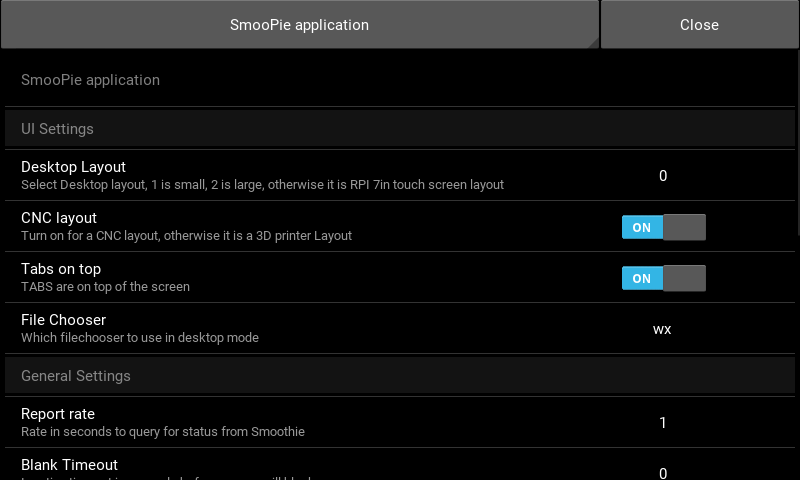 SmooPie application
Close
SmooPie application
UI Settings
Desktop Layout
0
Select Desktop layout, 1 is small, 2 is large, otherwise it is RPI 7in touch screen layout
CNC layout
ON
Turn on for a CNC layout, otherwise it is a 3D printer Layout
Tabs on top
ON
TABS are on top of the screen
File Chooser
wx
Which filechooser to use in desktop mode
General Settings
Report rate
1
Rate in seconds to query for status from Smoothie
Blank Timeout
0